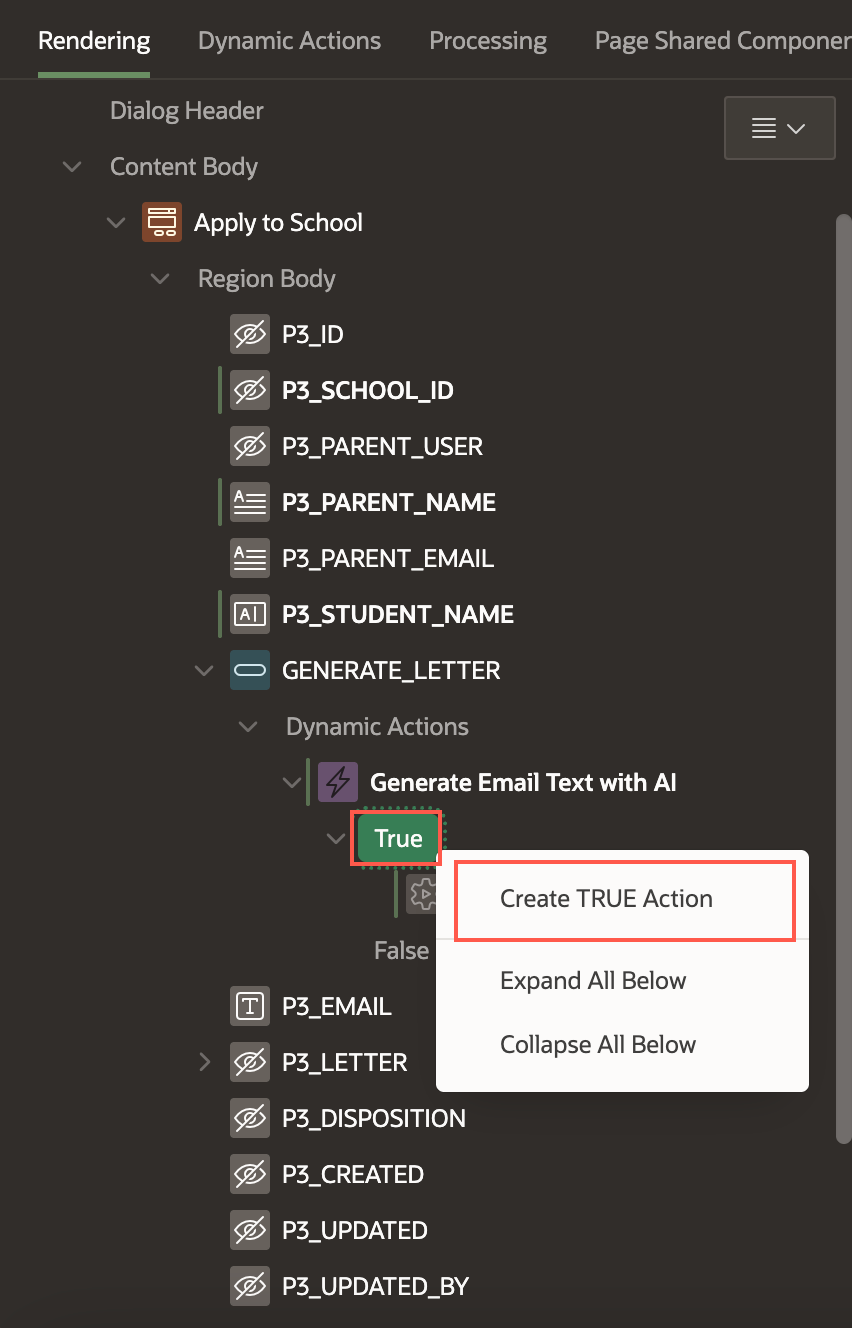 Rendering Dynamic Actions Processing Page Shared Componen
Dialog Header
Content Body
Apply to School
Region Body
P3_ID
P3_SCHOOL_ID
P3_PARENT_USER
P3_PARENT_NAME
P3_PARENT_EMAIL
P3_STUDENT_NAME
GENERATE_LETTER
Dynamic Actions
Generate Email Text with AI
True
Create TRUE Action
False
Expand All Below
P3_EMAIL
Collapse All Below
P3_LETTER
P3_DISPOSITION
P3_CREATED
P3_UPDATED
P3_UPDATED_BY